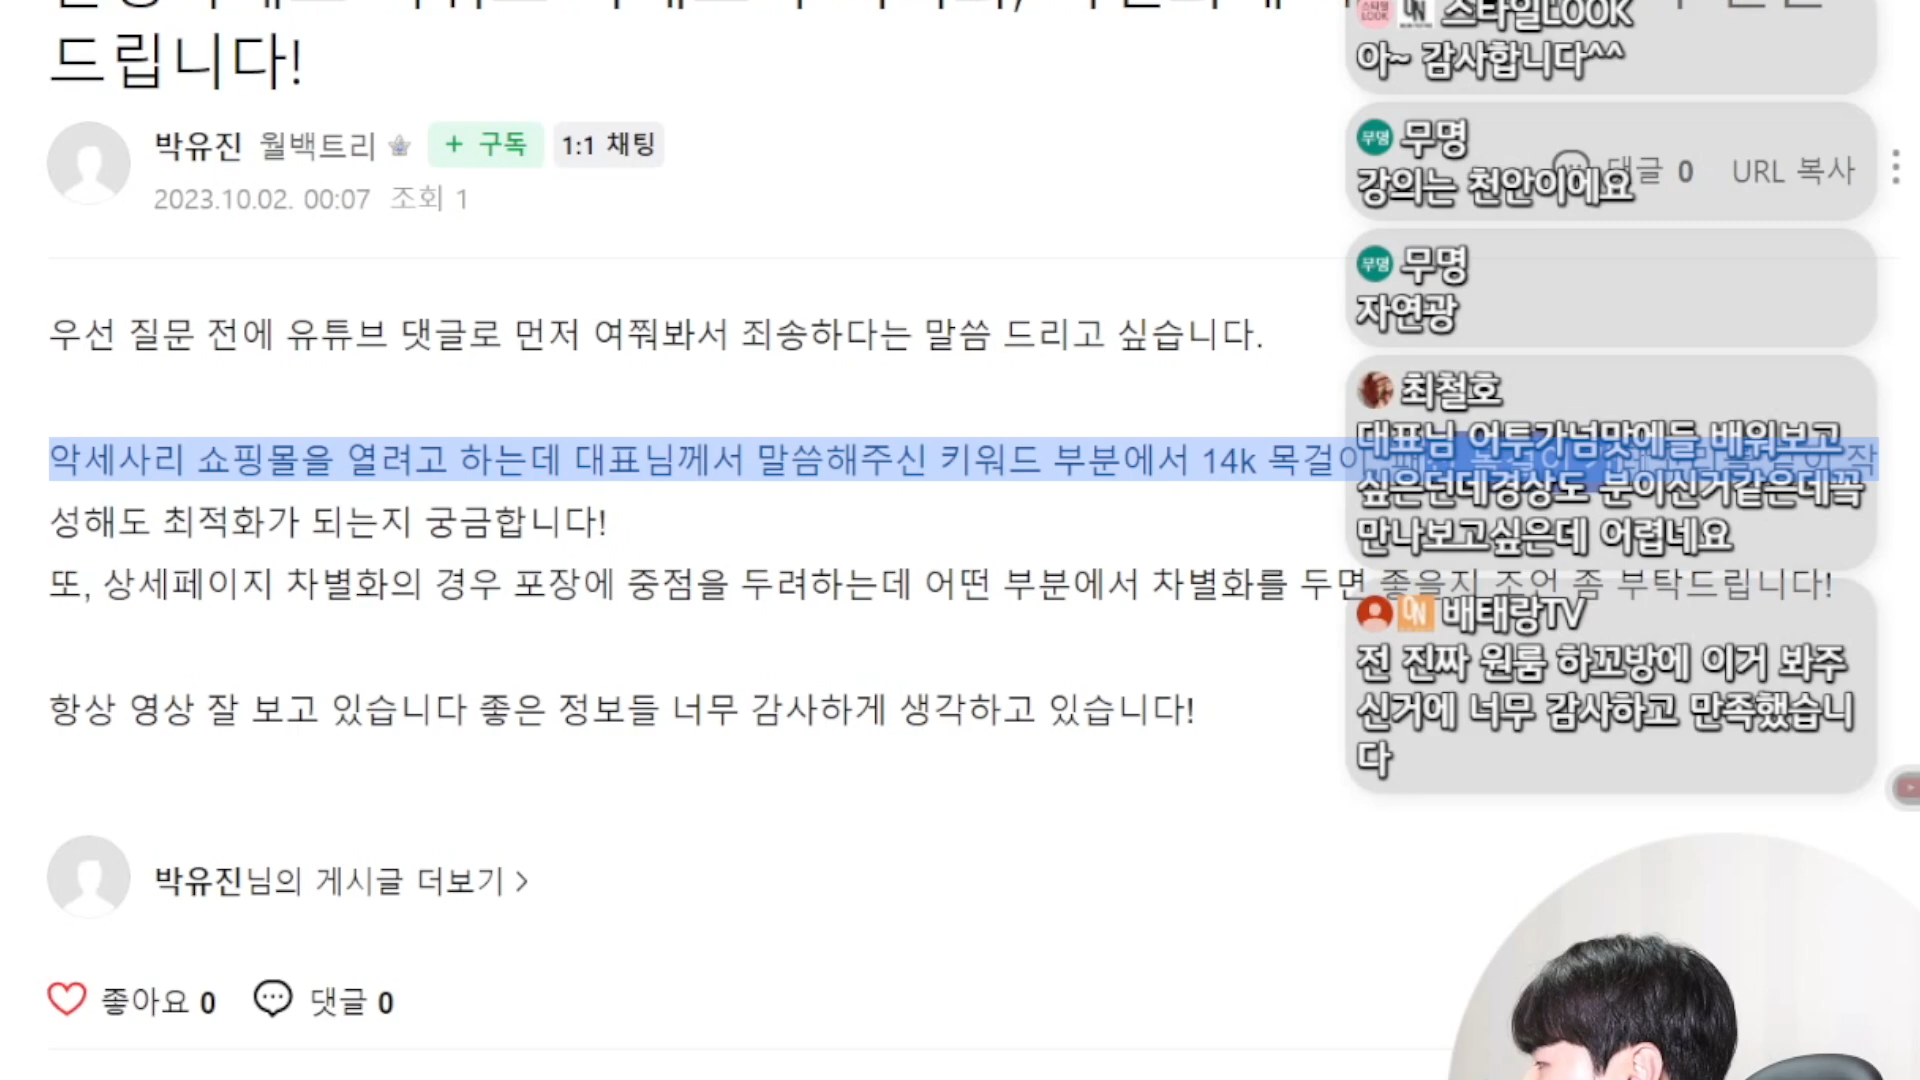 드립니다!
박유진 월백트리
+ 구독
1:1 채팅
2023.10.02. 00:07 조회 1
댓글 0
URL 복사
우선 질문 전에 유튜브 댓글로 먼저 여쭤봐서 죄송하다는 말씀 드리고 싶습니다.
악세사리 쇼핑몰을 열려고 하는데 대표님께서 말씀해주신 키워드 부분에서 14k 목걸이 작
성해도 최적화가 되는지 궁금합니다!
또, 상세페이지 차별화의 경우 포장에 중점을 두려하는데 어떤 부분에서 차별화를 두면 좋을지 조언 좀 부탁드립니다!
항상 영상 잘 보고 있습니다 좋은 정보들 너무 감사하게 생각하고 있습니다!
박유진님의 게시글 더보기 >
좋아요 0
댓글 0
스타일LOOK
아~ 감사합니다^^
무명
무명
강의는 천안이에요
무명
무명
자연광
최철호
대표님 어투가넘맛에들 배워보고
싶은던데경상도 분이신거같은데꼭
만나보고싶은데 어렵네요
ON
배태랑TV
전 진짜 원룸 하꼬방에 이거 봐주
신거에 너무 감사하고 만족했습니
다